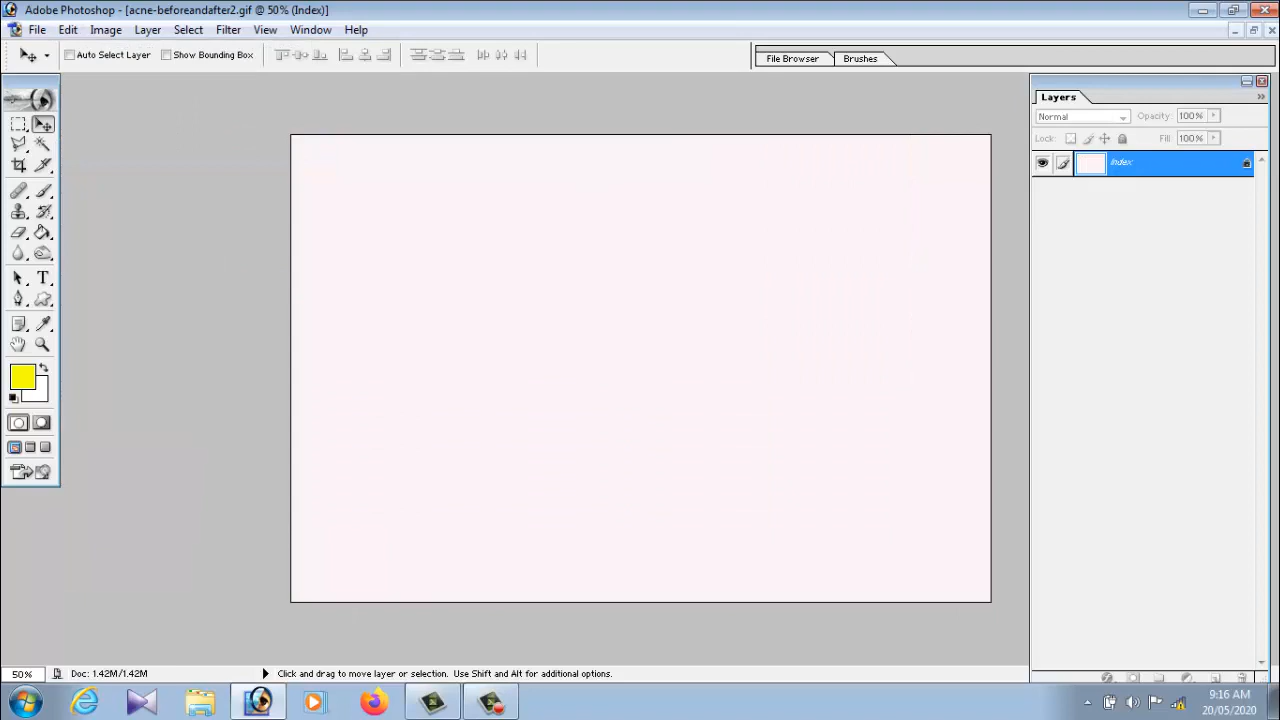 Adobe Photoshop - [acne-beforeandafter2.gif @ 50% (Index)]
File Edit Image Layer Select Filter View Window Help
Auto Select Layer Show Bounding Box File Browser Brushes
Layers
Normal Opacity: 100%
Lock: Fill: 100%
Index
T
50% Doc: 1.42M/1.42M Click and drag to move layer or selection. Use Shift and Alt for additional options.
9:16 AM
20/05/2020